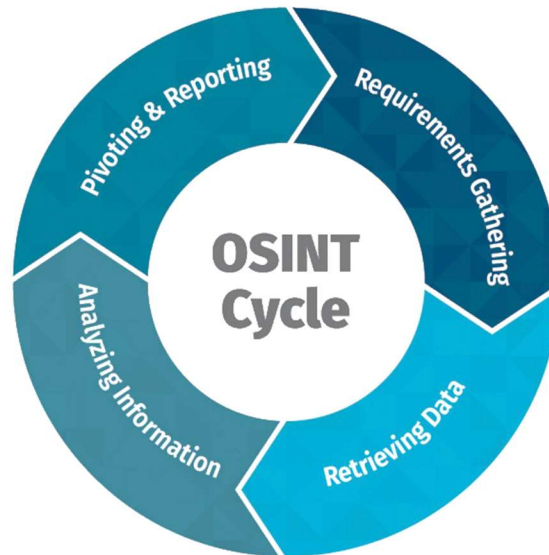 OSINT
Cycle
Requirements Gathering
Retrieving Data
Analyzing Information
Pivoting & Reporting